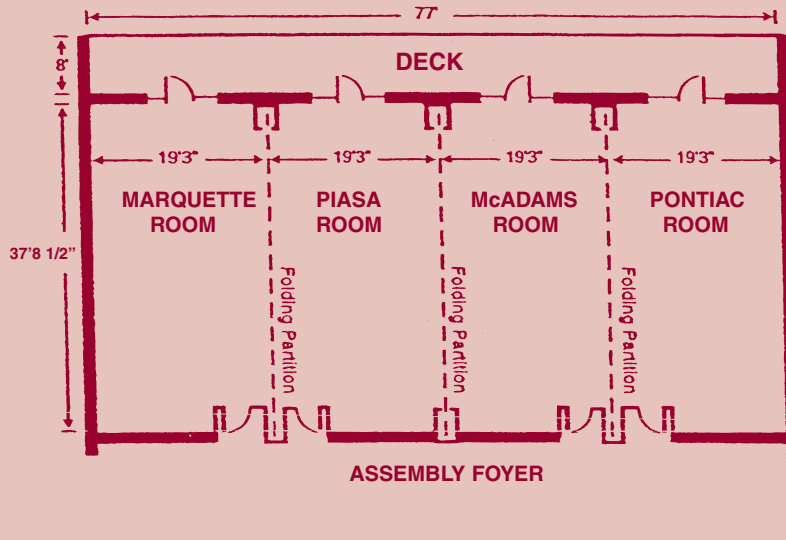 77'
8'
DECK
19'3"
19'3"
19'3"
19'3"
MARQUETTE
ROOM
PIASA
ROOM
McADAMS
ROOM
PONTIAC
ROOM
37'8 1/2”
Folding Partition
Folding Partition
Folding Partition
ASSEMBLY FOYER